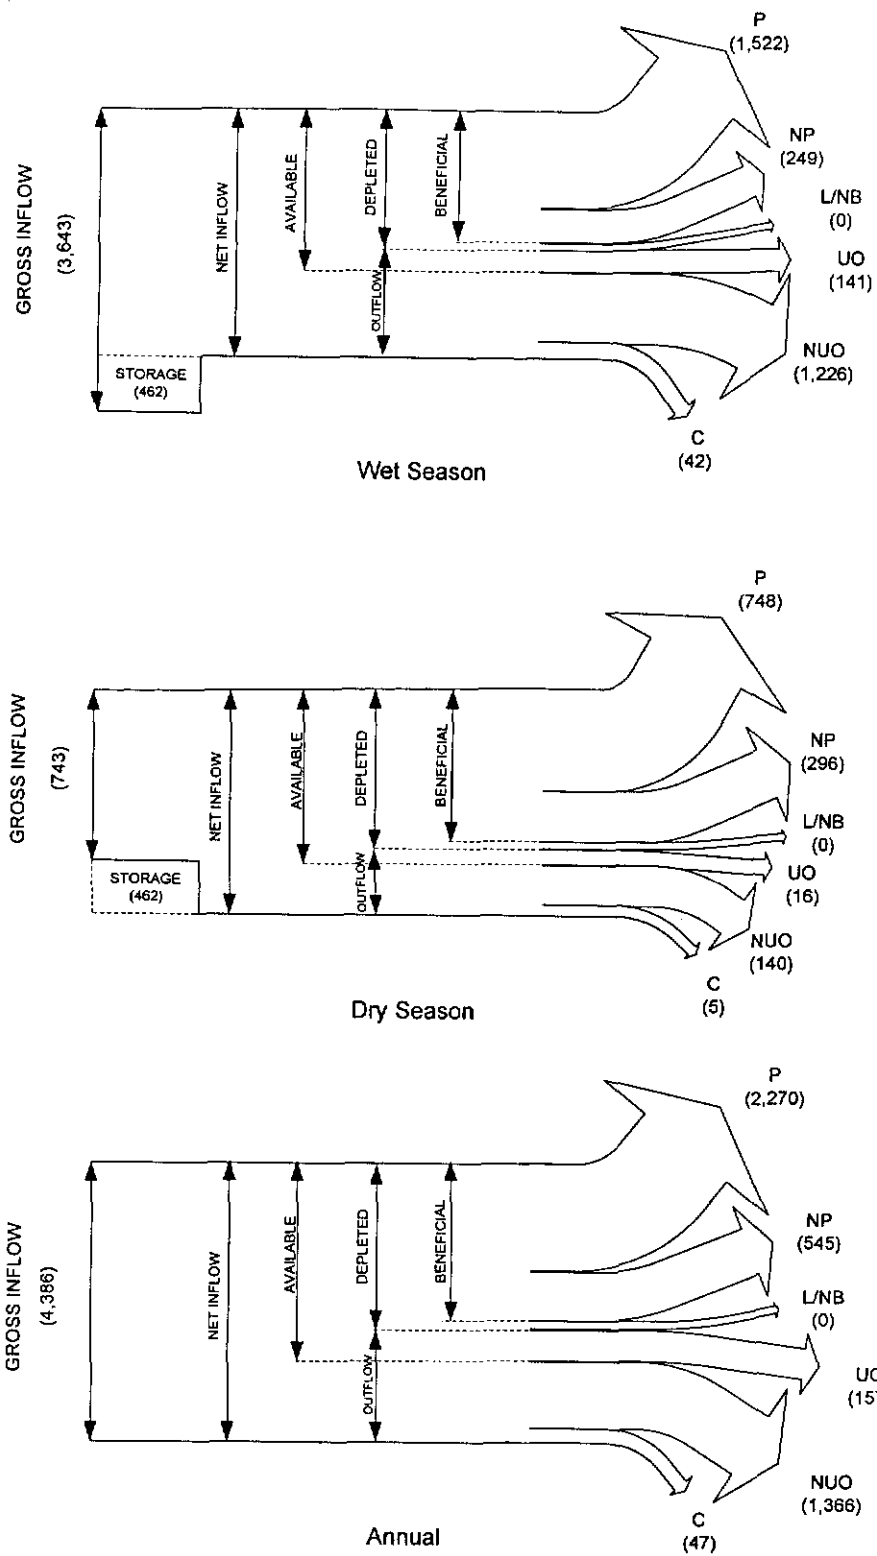 P
(1,522)
NP
(249)
L/NB
(0)
UO
(141)
NUO
(1,226)
C
(42)
GROSS INFLOW
(3,643)
NET INFLOW
AVAILABLE
DEPLETED
BENEFICIAL
OUTFLOW
STORAGE
(462)
Wet Season
P
(748)
NP
(296)
L/NB
(0)
UO
(16)
NUO
(140)
C
(5)
GROSS INFLOW
(743)
NET INFLOW
AVAILABLE
DEPLETED
BENEFICIAL
OUTFLOW
STORAGE
(462)
Dry Season
P
(2,270)
NP
(545)
L/NB
(0)
UO
(157
NUO
(1,366)
C
(47)
GROSS INFLOW
(4,386)
NET INFLOW
AVAILABLE
DEPLETED
BENEFICIAL
OUTFLOW
Annual